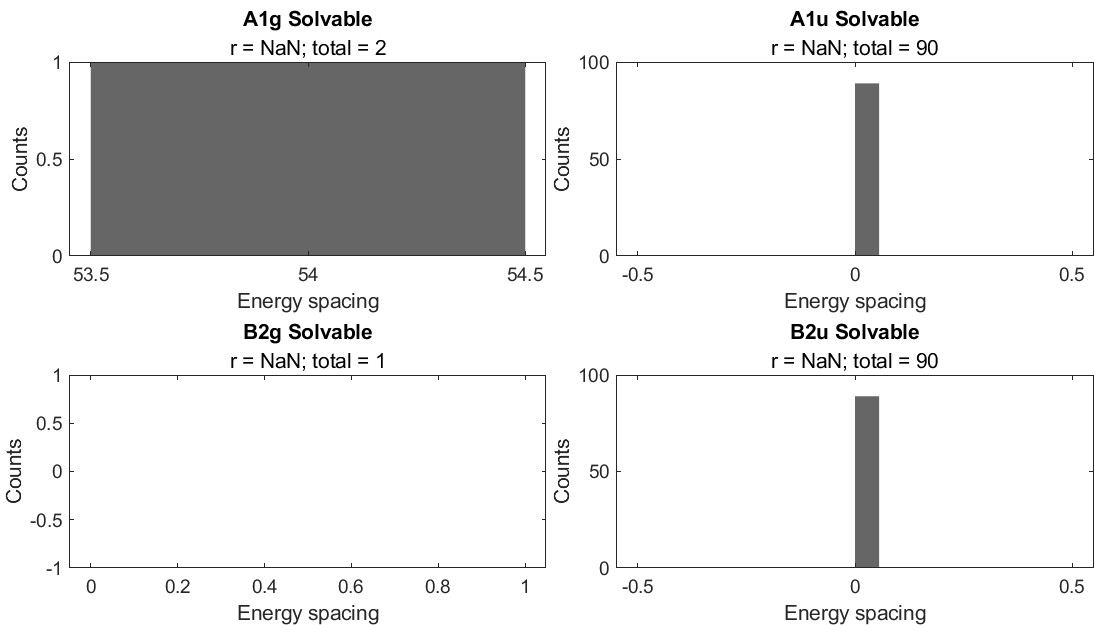 A1g Solvable
r = NaN; total = 2
1
0.5
0
Counts
53.5
54
54.5
Energy spacing
A1u Solvable
r = NaN; total = 90
100
50
0
Counts
-0.5
0
0.5
Energy spacing
B2g Solvable
r = NaN; total = 1
1
0.5
0
-0.5
-1
Counts
0
0.2
0.4
0.6
0.8
1
Energy spacing
B2u Solvable
r = NaN; total = 90
100
50
0
Counts
-0.5
0
0.5
Energy spacing